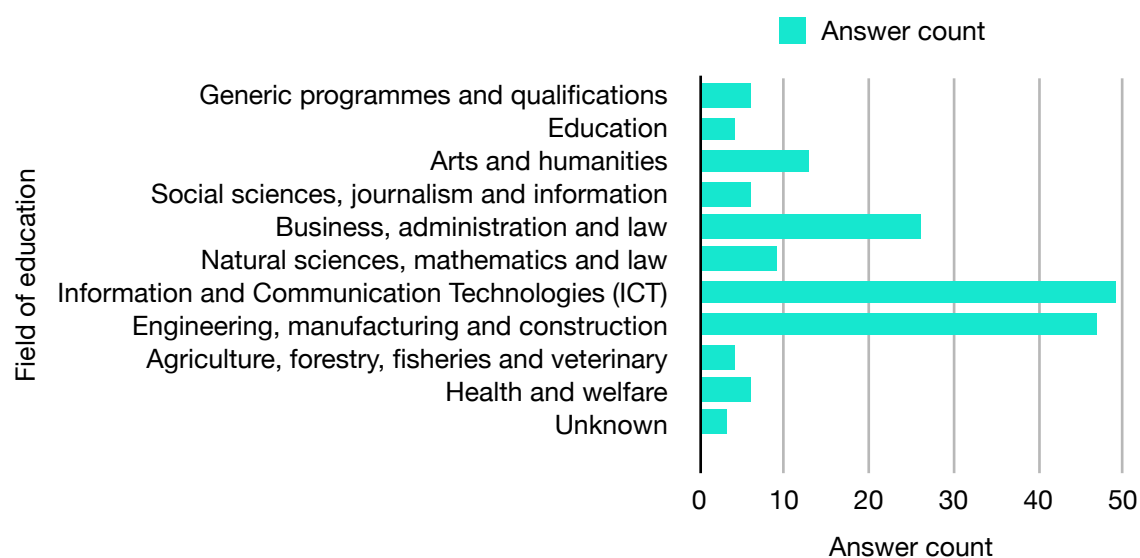 Answer count
Field of education
Generic programmes and qualifications
Education
Arts and humanities
Social sciences, journalism and information
Business, administration and law
Natural sciences, mathematics and law
Information and Communication Technologies (ICT)
Engineering, manufacturing and construction
Agriculture, forestry, fisheries and veterinary
Health and welfare
Unknown
0 10 20 30 40 50
Answer count